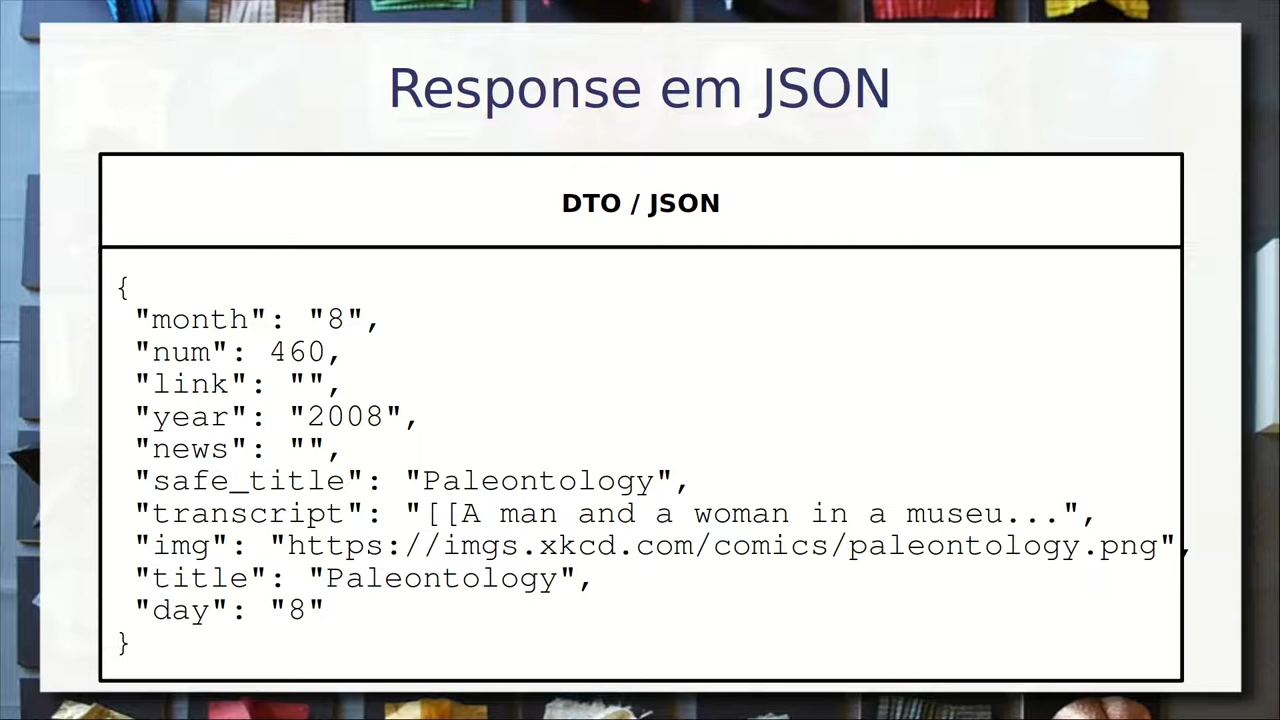 Response em JSON
DTO / JSON
{
"month": "8",
"num": 460,
"link": "",
"year": "2008",
"news": "",
"safe_title": "Paleontology",
"transcript": "[[A man and a woman in a museu...",
"img": "https://imgs.xkcd.com/comics/paleontology.png",
"title": "Paleontology",
"day": "8"
}